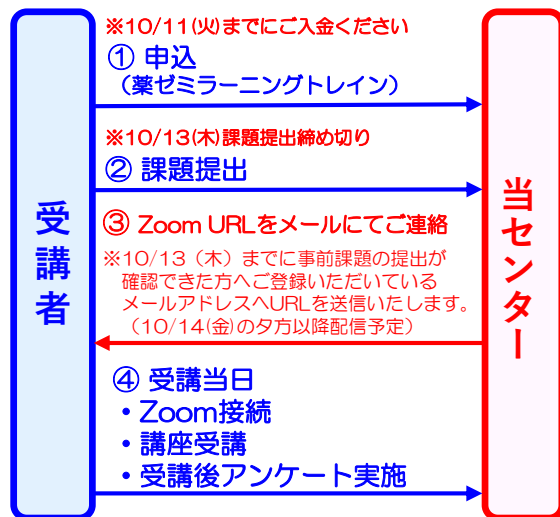 ※10/11(火)までにご入金ください
① 申込
（薬ゼミラーニングトレイン）
※10/13(木)課題提出締め切り
② 課題提出
受講者
当センター
③ Zoom URLをメールにてご連絡
※10/13（木）までに事前課題の提出が
確認できた方へご登録いただいている
メールアドレスへURLを送信いたします。
（10/14(金)の夕方以降配信予定）
④ 受講当日
・Zoom接続
・講座受講
・受講後アンケート実施